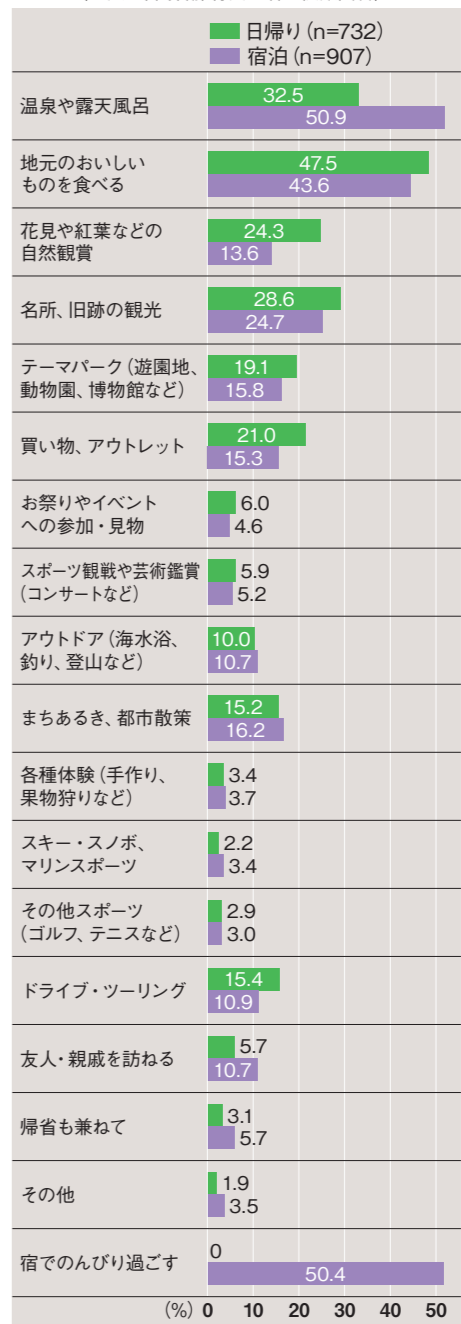 日帰り（n=732）
宿泊（n=907）
温泉や露天風呂
32.5
50.9
地元のおいしい
ものを食べる
47.5
43.6
花見や紅葉などの
自然観賞
24.3
13.6
名所、旧跡の観光
28.6
24.7
テーマパーク（遊園地、
動物園、博物館など）
19.1
15.8
買い物、アウトレット
21.0
15.3
お祭りやイベント
への参加・見物
6.0
4.6
スポーツ観戦や芸術鑑賞
（コンサートなど）
5.9
5.2
アウトドア（海水浴、
釣り、登山など）
10.0
10.7
まちあるき、都市散策
15.2
16.2
各種体験（手作り、
果物狩りなど）
3.4
3.7
スキー・スノボ、
マリンスポーツ
2.2
3.4
その他スポーツ
（ゴルフ、テニスなど）
2.9
3.0
ドライブ・ツーリング
15.4
10.9
友人・親戚を訪ねる
5.7
10.7
帰省も兼ねて
3.1
5.7
その他
1.9
3.5
宿でのんびり過ごす
0
50.4
（%） 0 10 20 30 40 50